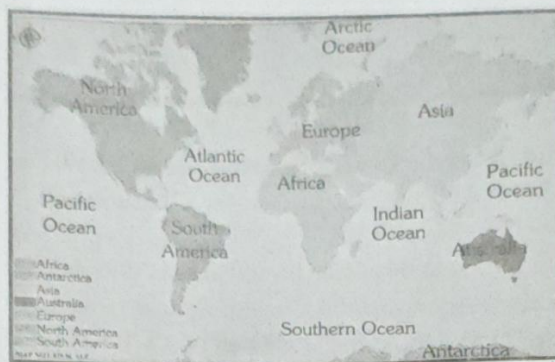 Arctic
Ocean
North
America
Asia
Europe
Atlantic
Ocean
Pacific
Ocean
Africa
Pacific
Ocean
Indian
Ocean
South
America
Australia
Africa
Antarctica
Asia
Australia
Europe
North America
South America
Southern Ocean
Antarctica